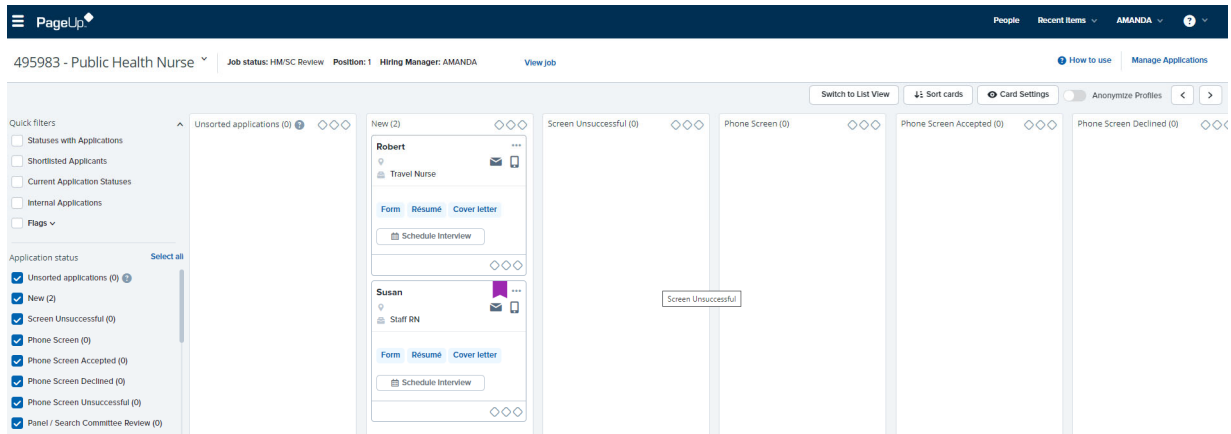 PageUp.
People Recent Items AMANDA ?
495983 - Public Health Nurse Job status: HM/SC Review Position: 1 Hiring Manager: AMANDA View job ? How to use Manage Applications
Switch to List View Sort cards Card Settings Anonymize Profiles < >
Quick filters
Statuses with Applications
Shortlisted Applicants
Current Application Statuses
Internal Applications
Flags
Application status Select all
Unsorted applications (0) ?
New (2)
Screen Unsuccessful (0)
Phone Screen (0)
Phone Screen Accepted (0)
Phone Screen Declined (0)
Phone Screen Unsuccessful (0)
Panel / Search Committee Review (0)
Unsorted applications (0) ?
New (2)
Robert
Travel Nurse
Form Résumé Cover letter
Schedule Interview
Susan
Staff RN
Form Résumé Cover letter
Schedule Interview
Screen Unsuccessful (0)
Screen Unsuccessful
Phone Screen (0)
Phone Screen Accepted (0)
Phone Screen Declined (0)